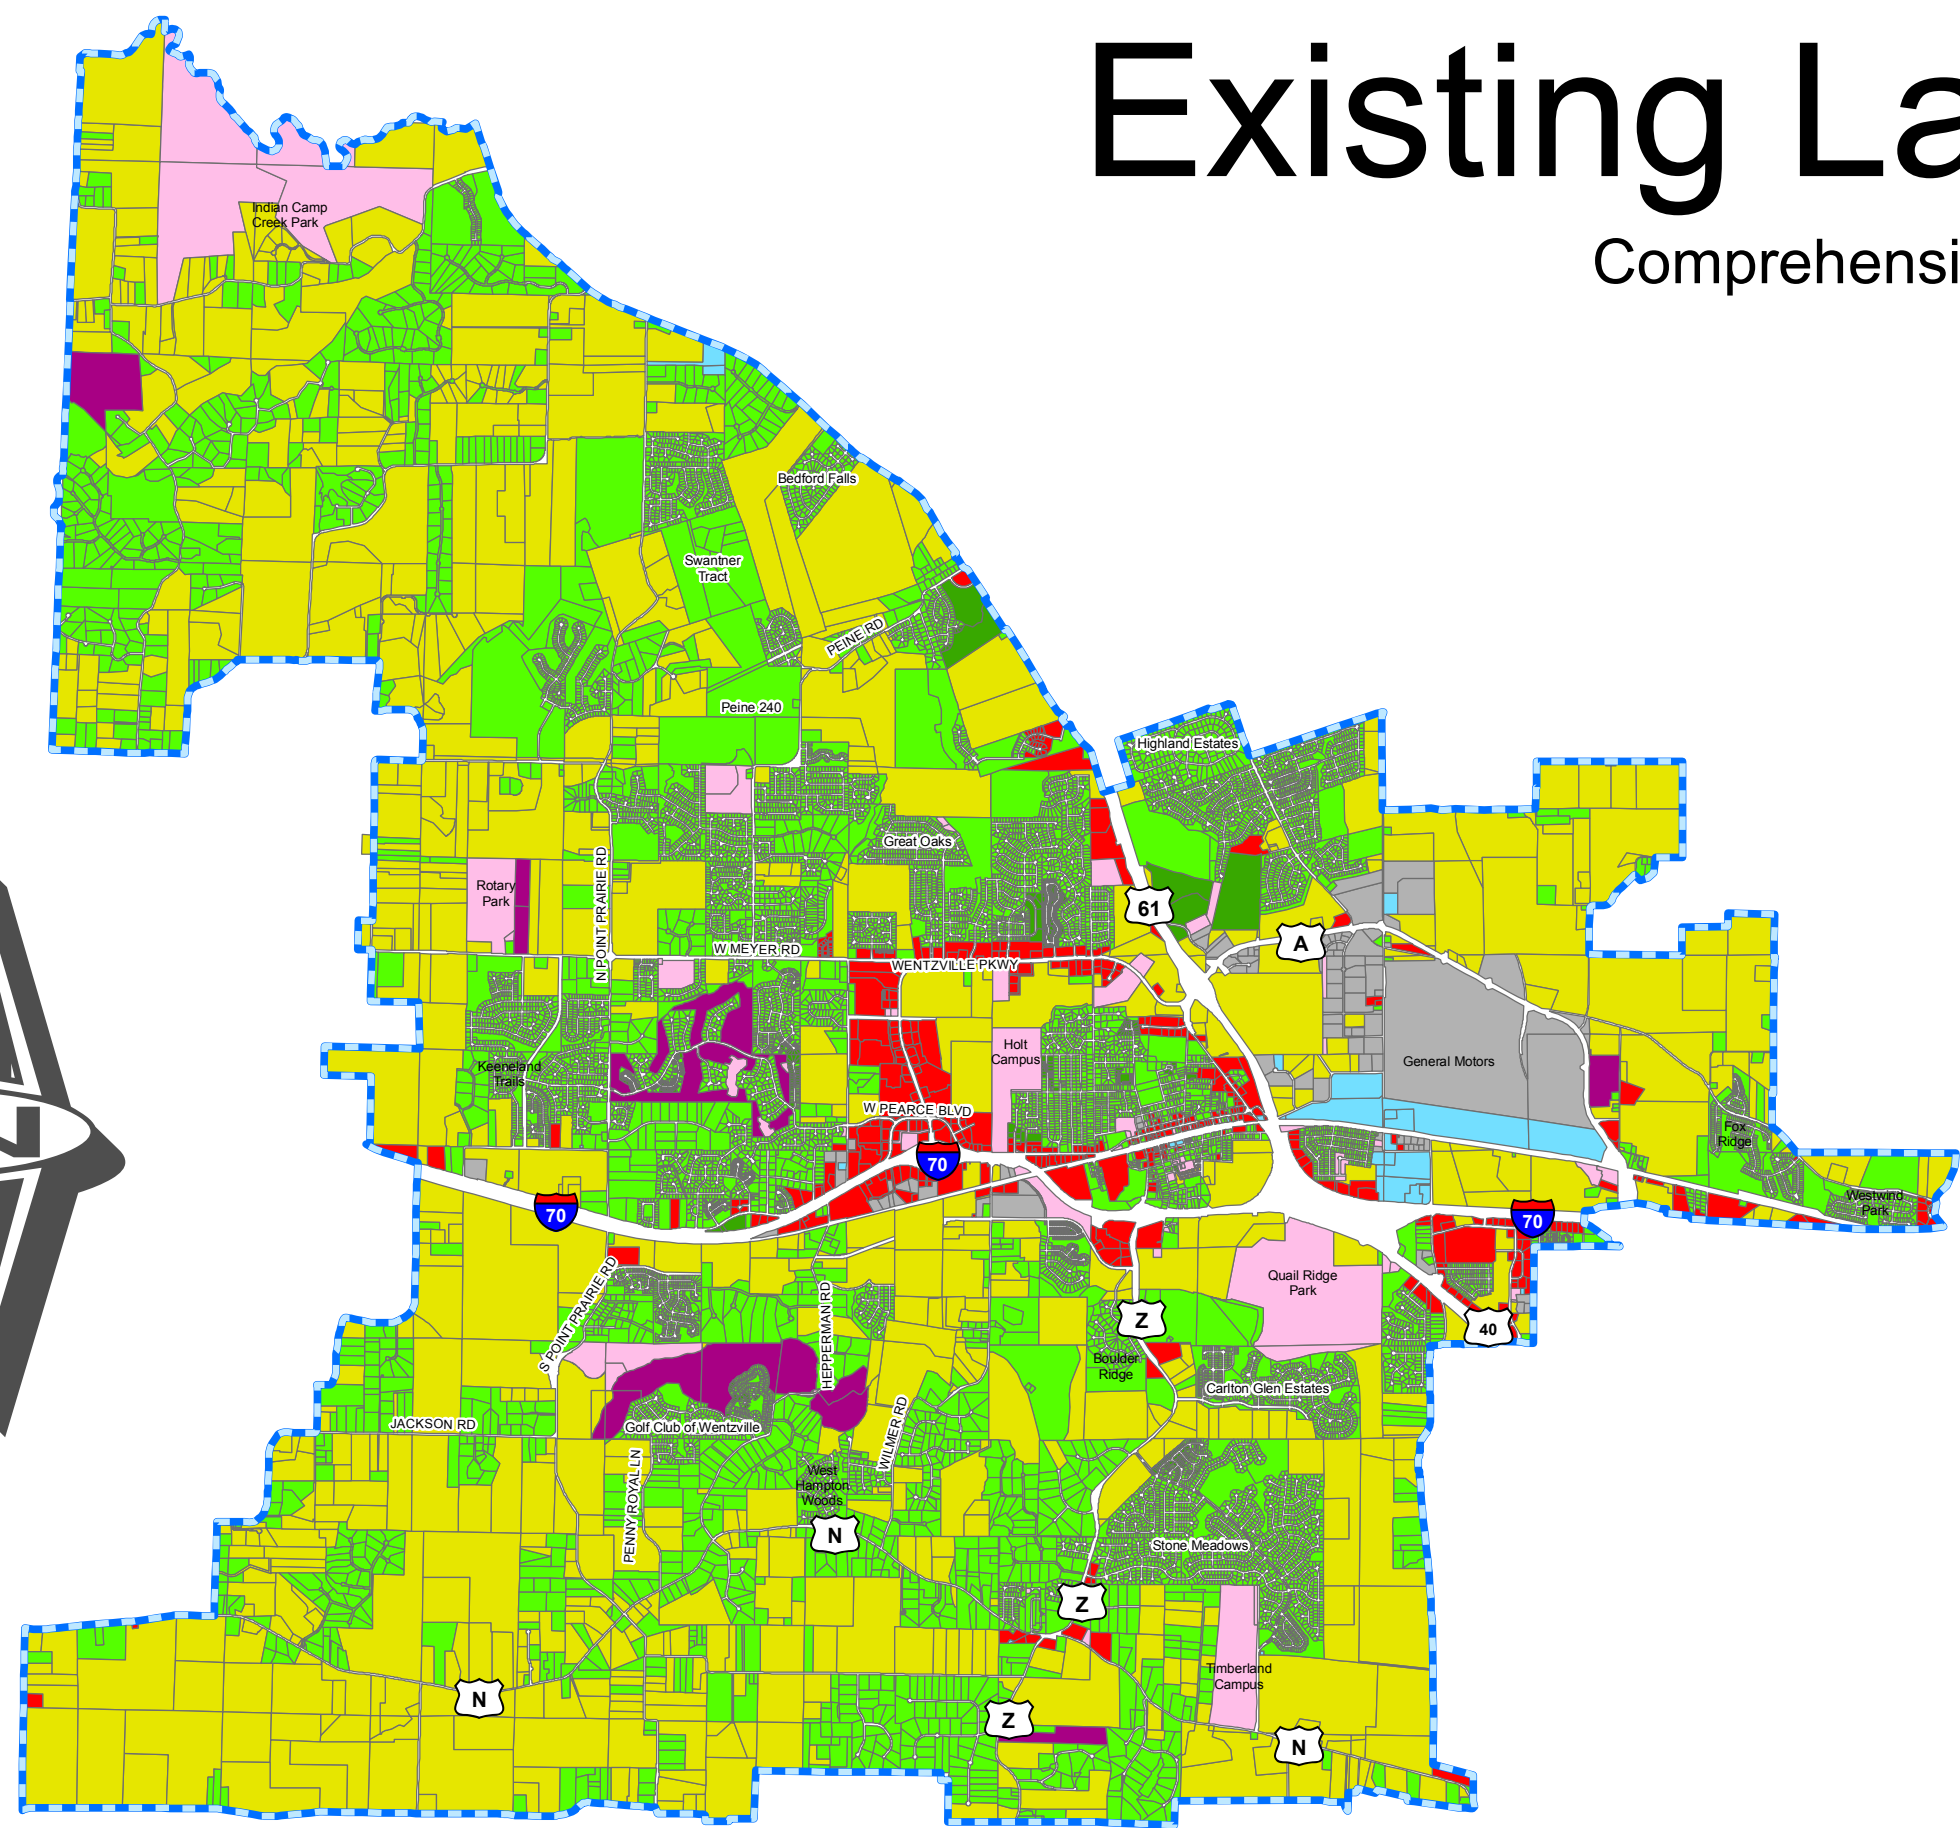 Existing La
Comprehensi
Indian Camp
Creek Park
Bedford Falls
Swantner
Tract
PEINE RD
Peine 240
Highland Estates
Great Oaks
Rotary
Park
N POINT PRAIRIE RD
61
A
W MEYER RD
WENTZVILLE PKWY
Holt
Campus
General Motors
Keeneland
Trails
W PEARCE BLVD
Fox
Ridge
70
70
70
Westwind
Park
S POINT PRAIRIE RD
HEPPERMAN RD
Quail Ridge
Park
Z
40
Boulder
Ridge
Carlton Glen Estates
JACKSON RD
Golf Club of Wentzville
WILMER RD
PENNY ROYAL LN
West
Hampton
Woods
N
Stone Meadows
Z
Timberland
Campus
N
Z
N